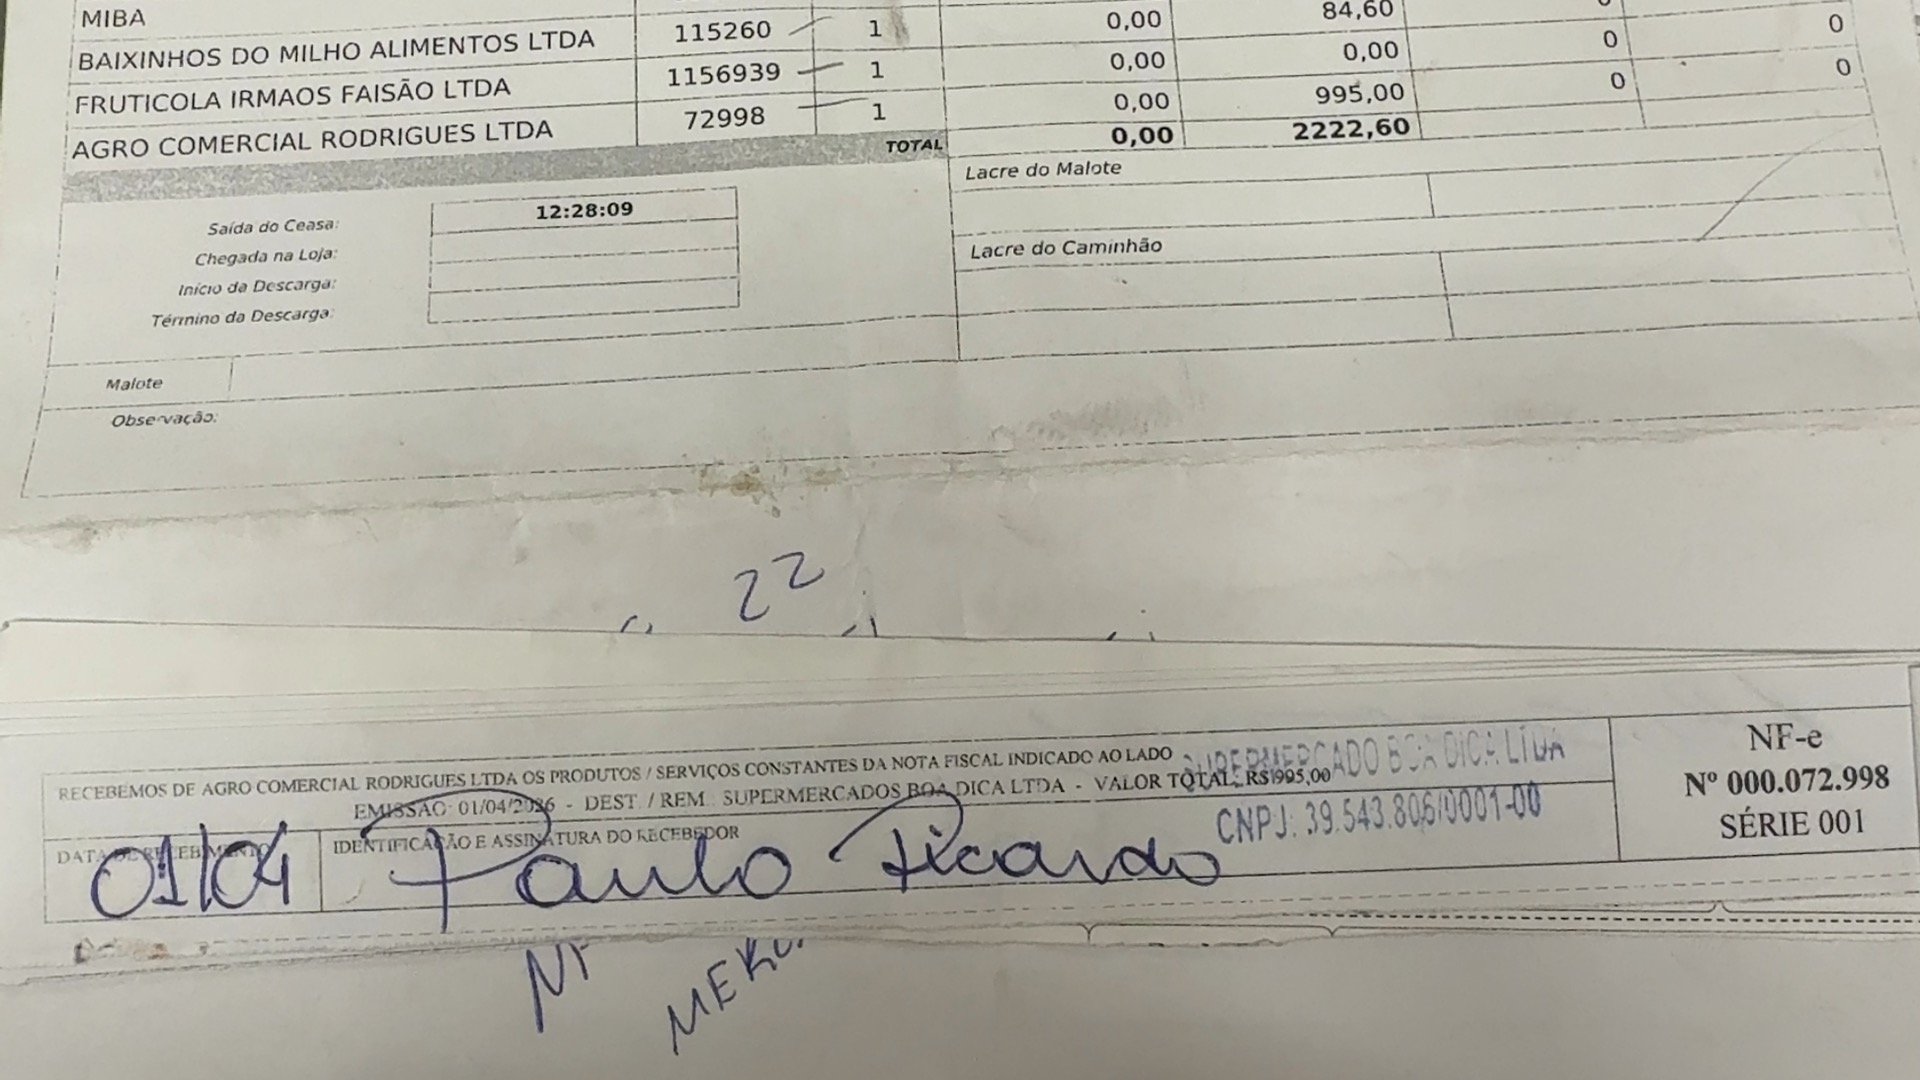 MIBA 84,60 0
BAIXINHOS DO MILHO ALIMENTOS LTDA 115260 1 0,00 0,00 0 0
FRUTICOLA IRMAOS FAISÃO LTDA 1156939 1 0,00 995,00 0 0
AGRO COMERCIAL RODRIGUES LTDA 72998 1 0,00
TOTAL 0,00 2222,60
Saída do Ceasa: 12:28:09
Chegada na Loja:
Início da Descarga:
Término da Descarga:
Lacre do Malote
Lacre do Caminhão
Malote
Observação:
22
RECEBEMOS DE AGRO COMERCIAL RODRIGUES LTDA OS PRODUTOS / SERVIÇOS CONSTANTES DA NOTA FISCAL INDICADO AO LADO
EMISSÃO: 01/04/2026 - DEST. / REM.: SUPERMERCADOS BOA DICA LTDA - VALOR TOTAL: R$ 995,00
SUPERMERCADO BOA DICA LTDA
CNPJ: 39.543.806/0001-00
DATA DE RECEBIMENTO
01/04
IDENTIFICAÇÃO E ASSINATURA DO RECEBEDOR
Paulo Ricardo
NF-e
Nº 000.072.998
SÉRIE 001
NF